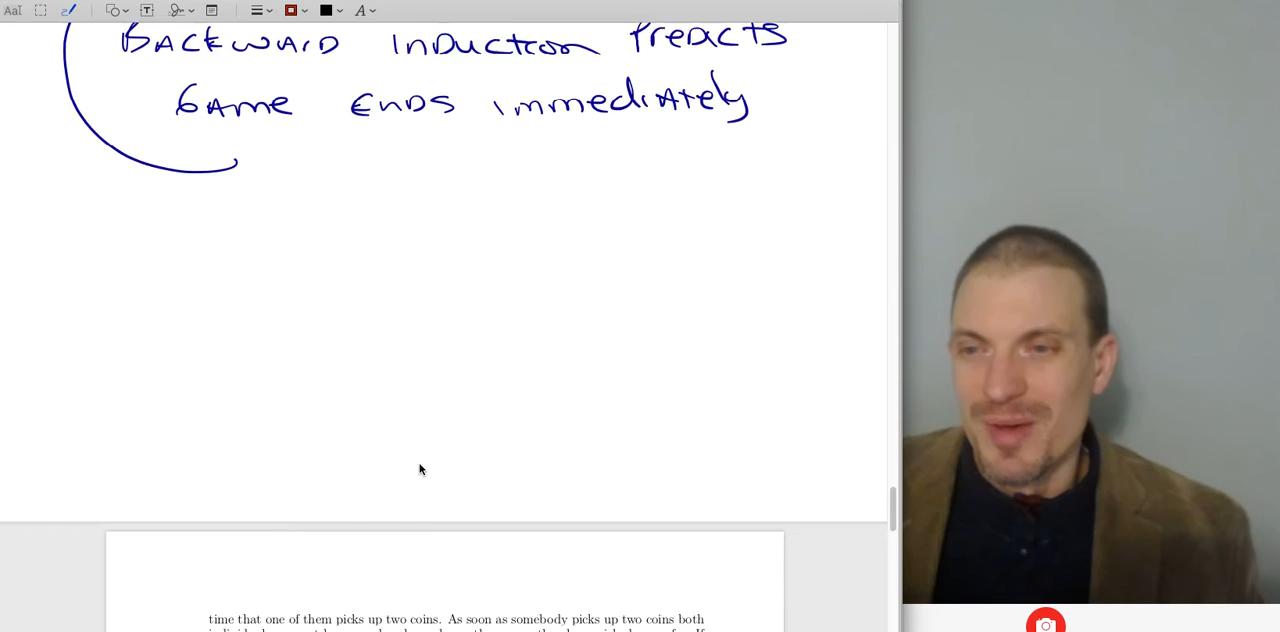 AaI T A
BACKWARD INDUCTION PREDICTS
GAME ENDS IMMEDIATELY
time that one of them picks up two coins. As soon as somebody picks up two coins both